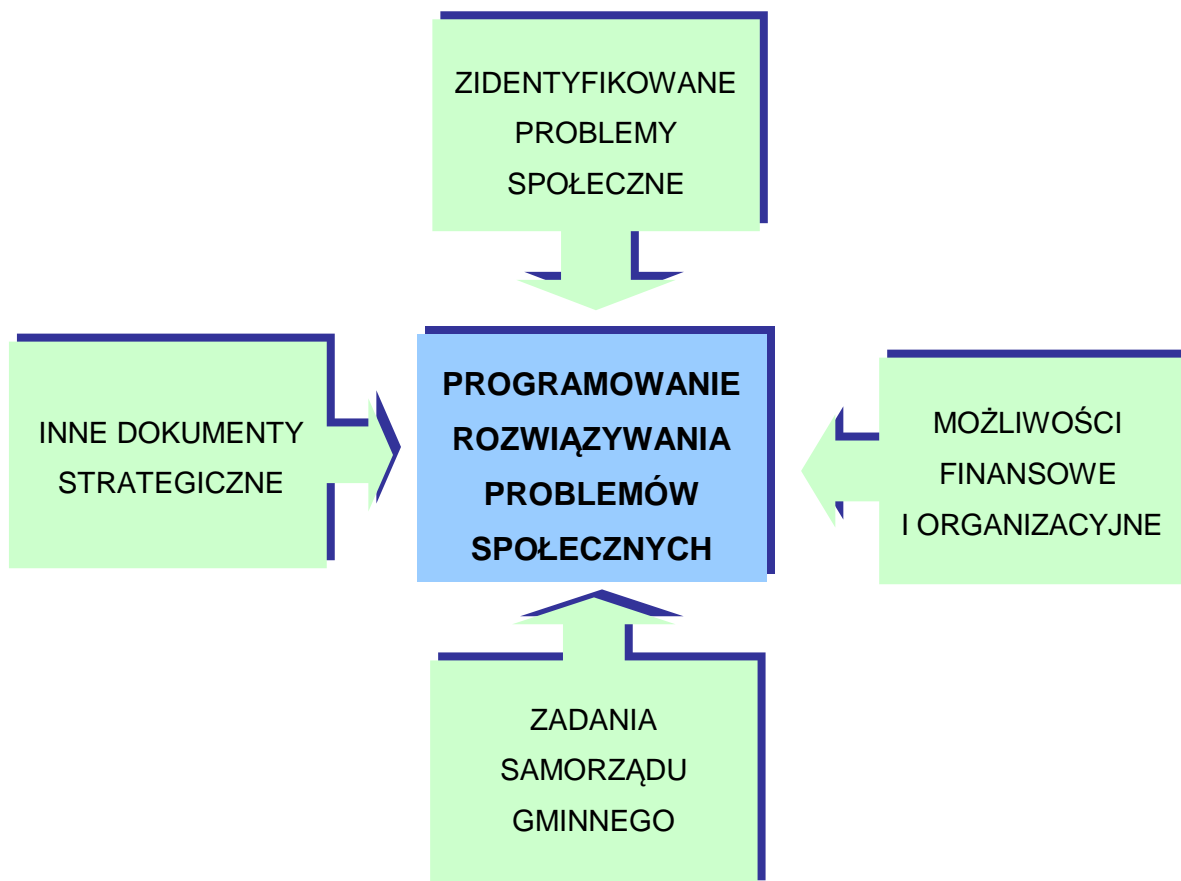 ZIDENTYFIKOWANE
PROBLEMY
SPOŁECZNE
INNE DOKUMENTY
STRATEGICZNE
PROGRAMOWANIE
ROZWIĄZYWANIA
PROBLEMÓW
SPOŁECZNYCH
MOŻLIWOŚCI
FINANSOWE
I ORGANIZACYJNE
ZADANIA
SAMORZĄDU
GMINNEGO